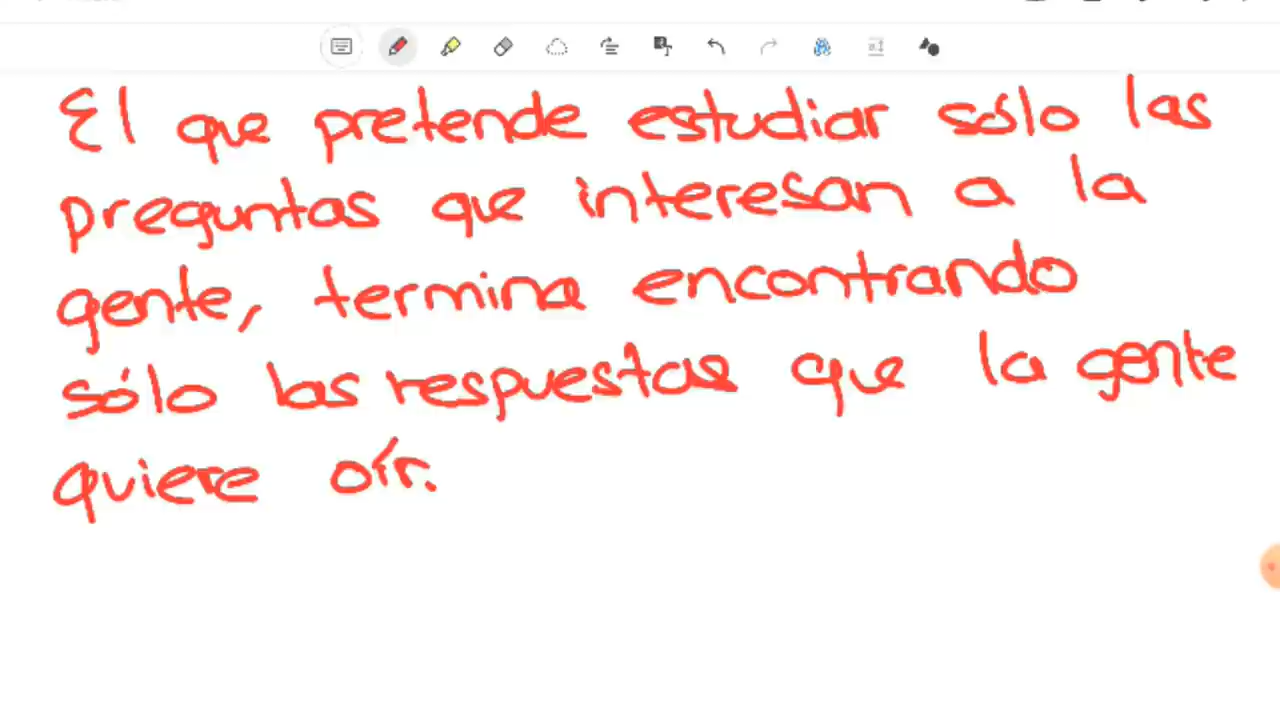 El que pretende estudiar sólo las
preguntas que interesan a la
gente, termina encontrando
sólo las respuestas que la gente
quiere oír.